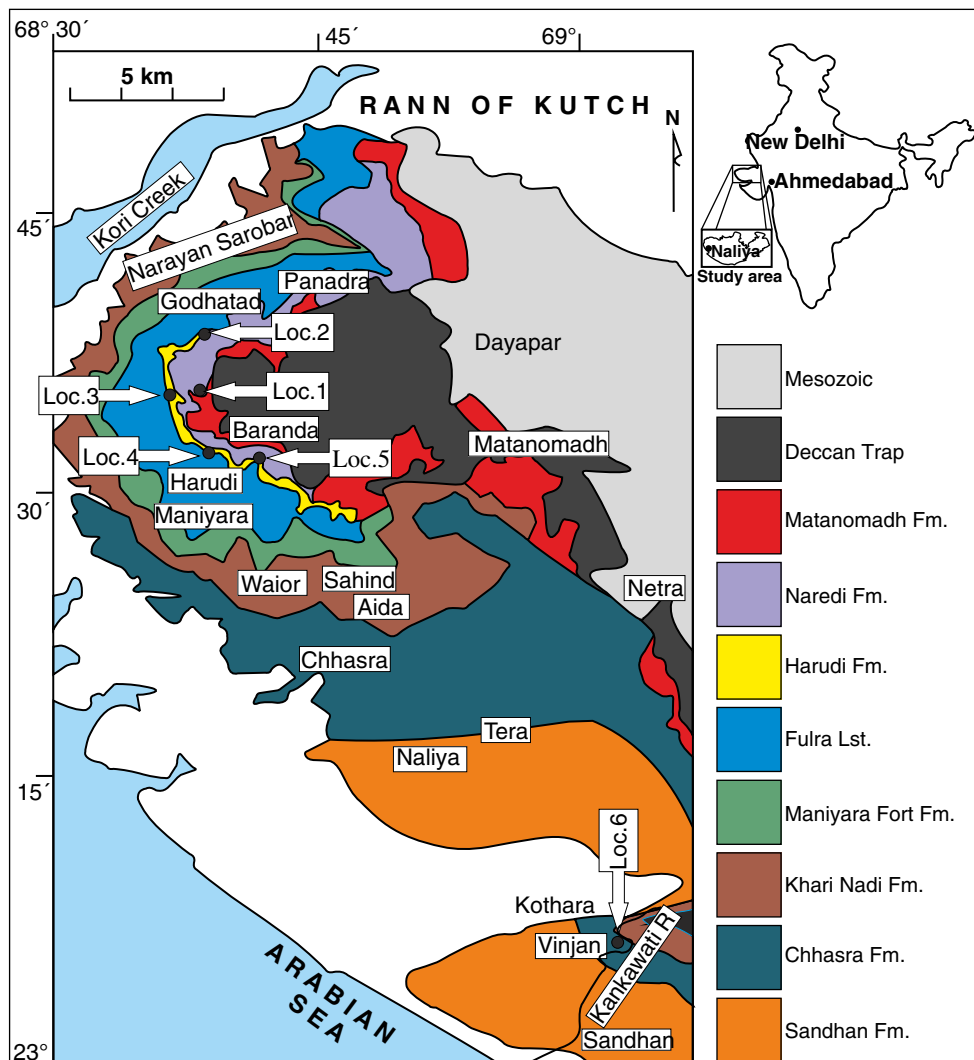 68° 30´ 45´ 69°
5 km
RANN OF KUTCH
N
New Delhi
Ahmedabad
Naliya
Study area
45´
Kori Creek
Narayan Sarobar
Panadra
Godhatad
Loc.2
Dayapar
Loc.3
Loc.1
Baranda
Matanomadh
Loc.4
Loc.5
Harudi
30´
Maniyara
Waior
Sahind
Netra
Aida
Chhasra
Tera
Naliya
15´
Loc.6
Kothara
Vinjan
Kankawati R
ARABIAN
SEA
Sandhan
23°
Mesozoic
Deccan Trap
Matanomadh Fm.
Naredi Fm.
Harudi Fm.
Fulra Lst.
Maniyara Fort Fm.
Khari Nadi Fm.
Chhasra Fm.
Sandhan Fm.